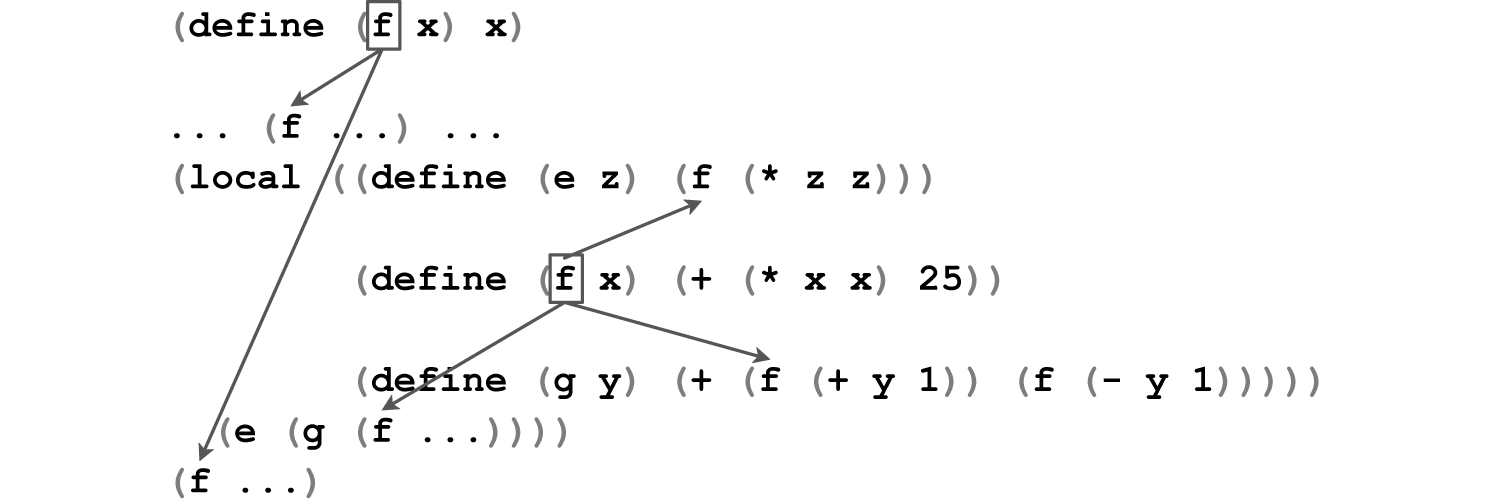 (define (f x) x)
... (f ...) ...
(local ((define (e z) (f (* z z)))
(define (f x) (+ (* x x) 25))
(define (g y) (+ (f (+ y 1)) (f (- y 1)))))
(e (g (f ...))))
(f ...)